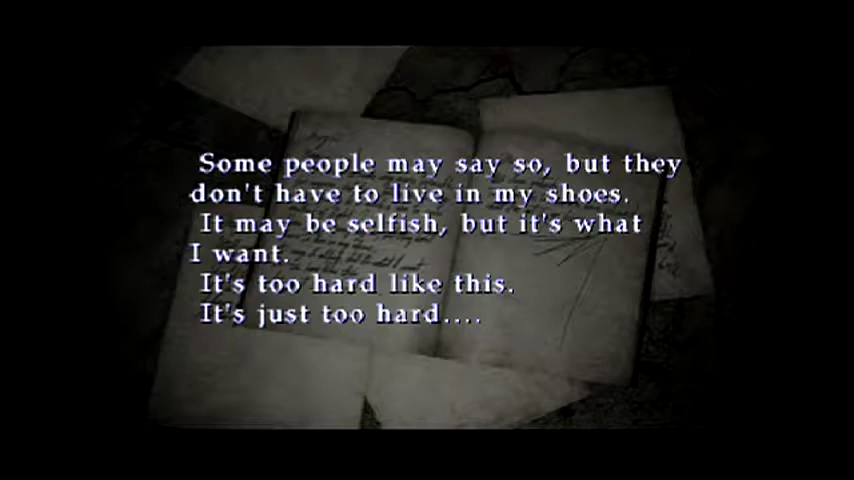 Some people may say so, but they
don't have to live in my shoes.
It may be selfish, but it's what
I want.
It's too hard like this.
It's just too hard....